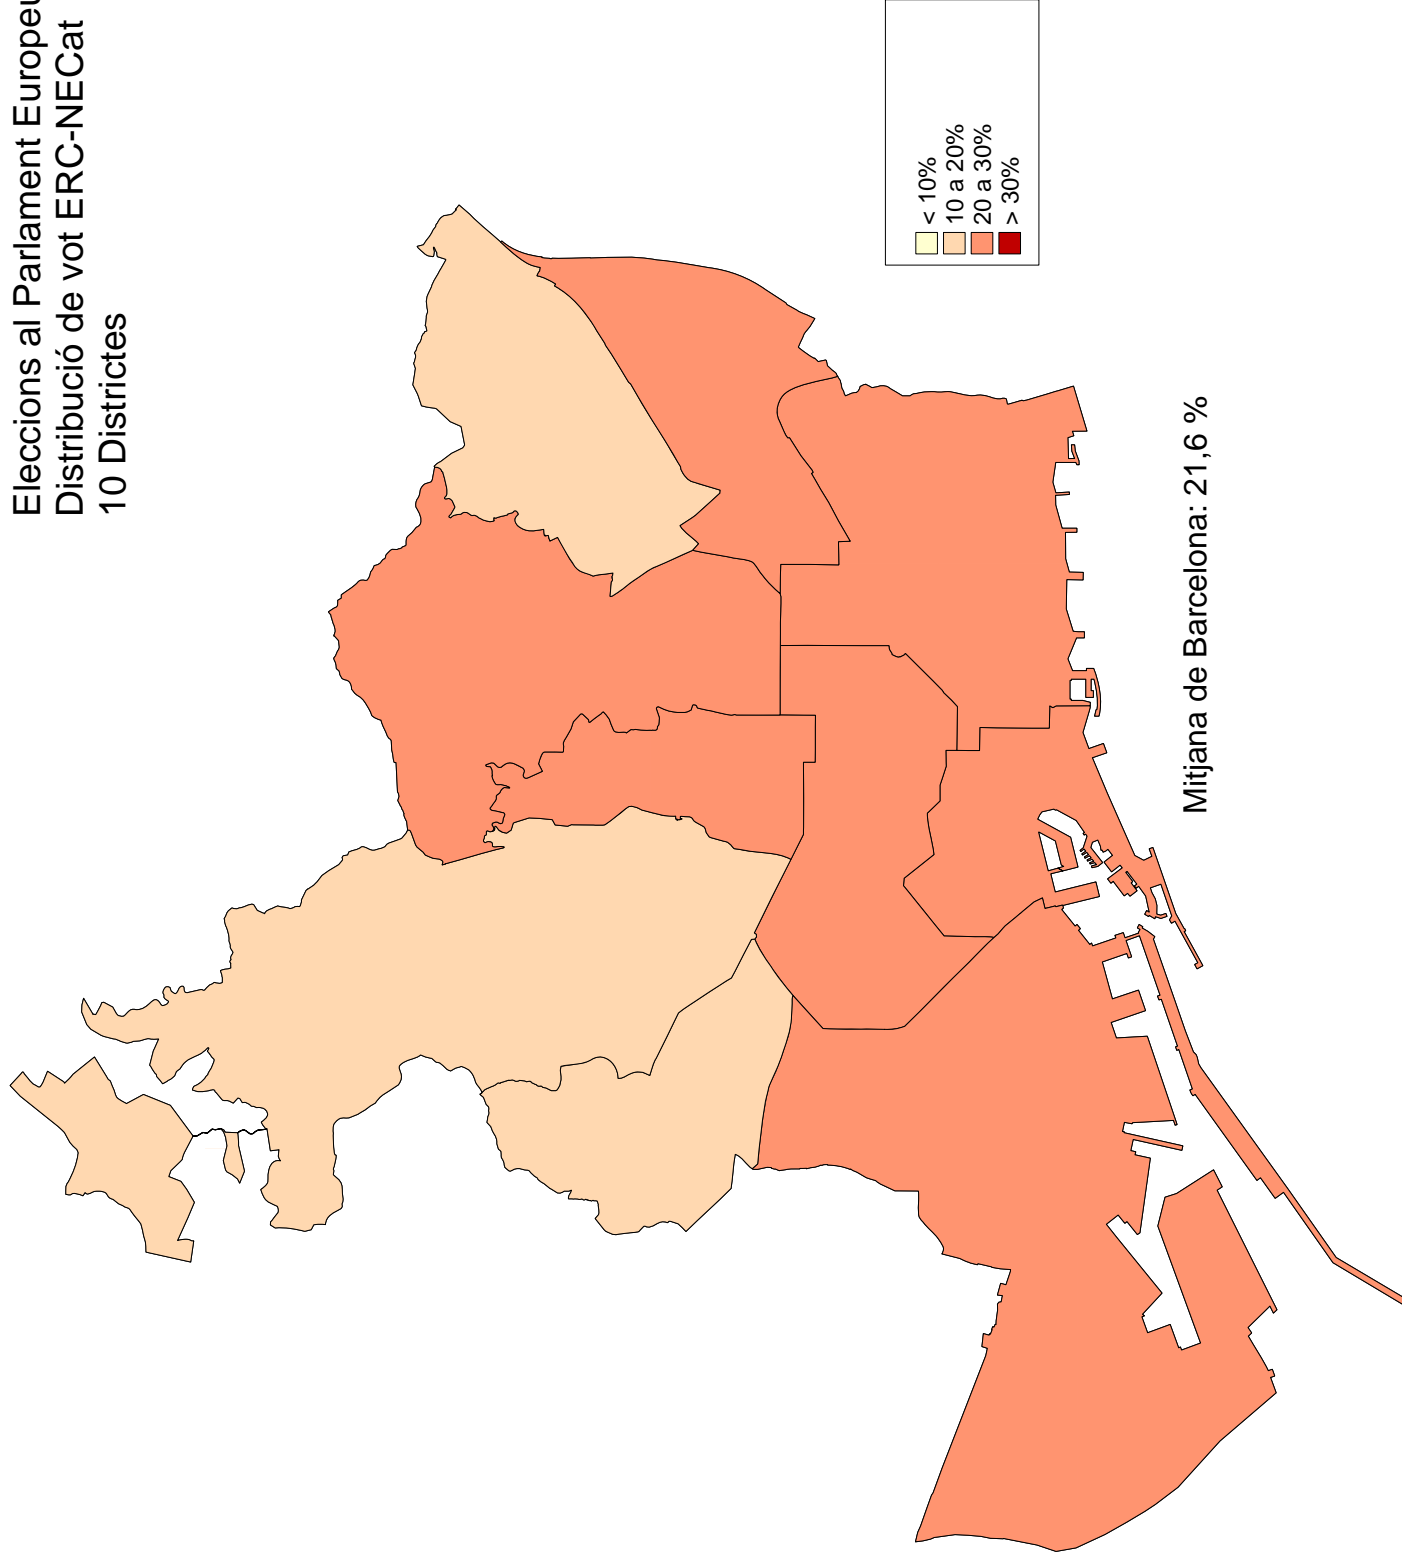 Eleccions al Parlament Europeu
Distribució de vot ERC-NECat
10 Districtes
< 10%
10 a 20%
20 a 30%
> 30%
Mitjana de Barcelona: 21,6 %